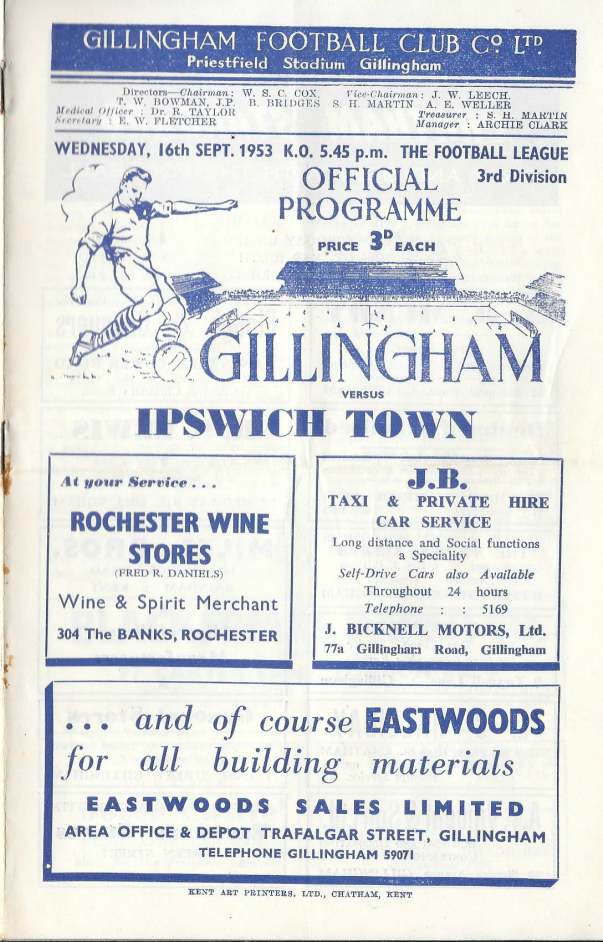 GILLINGHAM FOOTBALL CLUB Co LTD
Priestfield Stadium Gillingham
Directors—Chairman: W. S. C. COX. Vice-Chairman: J. W. LEECH.
T. W. BOWMAN, J.P. B. BRIDGES S. H. MARTIN A. E. WELLER
Medical Officer : Dr. R. TAYLOR Treasurer : S. H. MARTIN
Secretary : E. W. FLETCHER Manager : ARCHIE CLARK
WEDNESDAY, 16th SEPT. 1953 K.O. 5.45 p.m. THE FOOTBALL LEAGUE
3rd Division
OFFICIAL
PROGRAMME
PRICE 3D EACH
GILLINGHAM
VERSUS
IPSWICH TOWN
At your Service . . .
ROCHESTER WINE
STORES
(FRED R. DANIELS)
Wine & Spirit Merchant
304 The BANKS, ROCHESTER
J.B.
TAXI & PRIVATE HIRE
CAR SERVICE
Long distance and Social functions
a Speciality
Self-Drive Cars also Available
Throughout 24 hours
Telephone : : 5169
J. BICKNELL MOTORS, Ltd.
77a Gillingham Road, Gillingham
. . . and of course EASTWOODS
for all building materials
EASTWOODS SALES LIMITED
AREA OFFICE & DEPOT TRAFALGAR STREET, GILLINGHAM
TELEPHONE GILLINGHAM 59071
KENT ART PRINTERS, LTD., CHATHAM, KENT